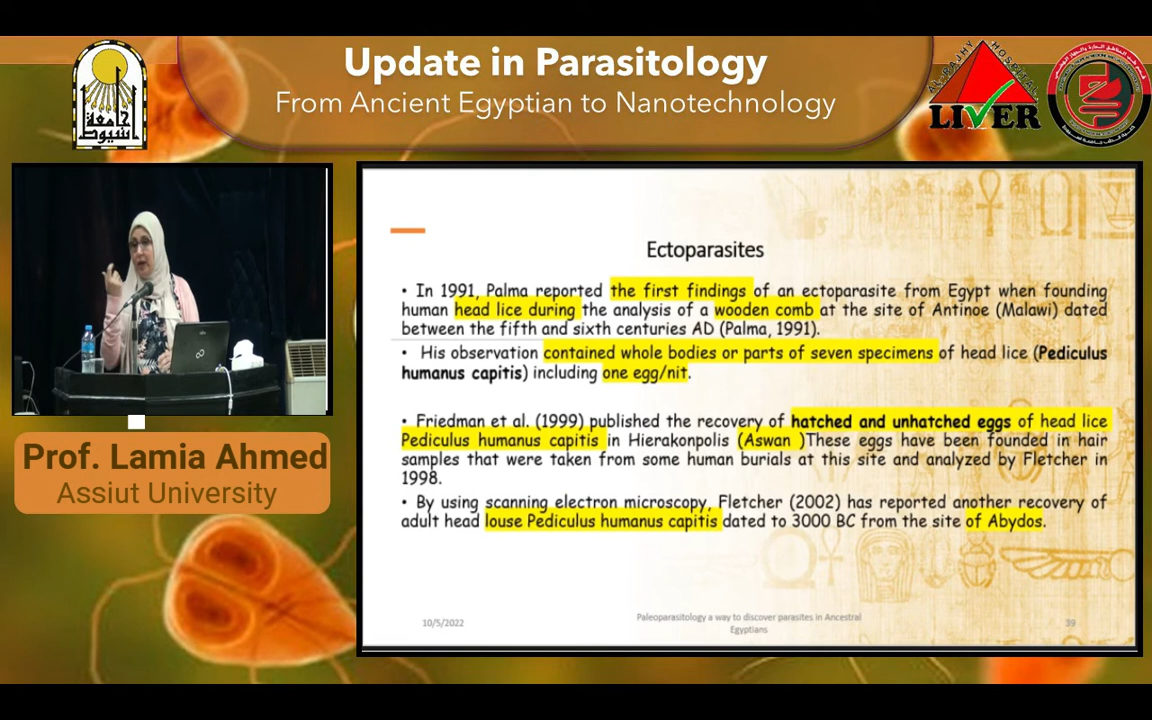 Update in Parasitology
From Ancient Egyptian to Nanotechnology
جامعة
أسيوط
AL-RAJHY HOSPITAL
LIVER
Ectoparasites
• In 1991, Palma reported the first findings of an ectoparasite from Egypt when founding
human head lice during the analysis of a wooden comb at the site of Antinoe (Malawi) dated
between the fifth and sixth centuries AD (Palma, 1991).
• His observation contained whole bodies or parts of seven specimens of head lice (Pediculus
humanus capitis) including one egg/nit.
• Friedman et al. (1999) published the recovery of hatched and unhatched eggs of head lice
Pediculus humanus capitis in Hierakonpolis (Aswan )These eggs have been founded in hair
samples that were taken from some human burials at this site and analyzed by Fletcher in
1998.
• By using scanning electron microscopy, Fletcher (2002) has reported another recovery of
adult head louse Pediculus humanus capitis dated to 3000 BC from the site of Abydos.
10/5/2022
Paleoparasitology a way to discover parasites in Ancestral
Egyptians
39
Prof. Lamia Ahmed
Assiut University